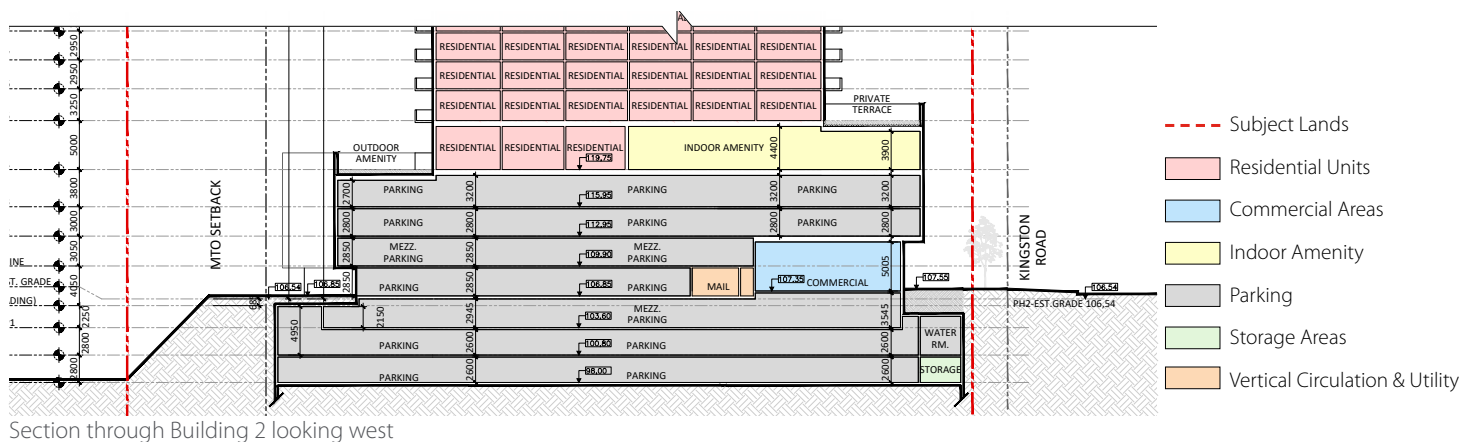 RESIDENTIAL RESIDENTIAL RESIDENTIAL RESIDENTIAL RESIDENTIAL RESIDENTIAL
2950
RESIDENTIAL RESIDENTIAL RESIDENTIAL RESIDENTIAL RESIDENTIAL RESIDENTIAL
2950
RESIDENTIAL RESIDENTIAL RESIDENTIAL RESIDENTIAL RESIDENTIAL RESIDENTIAL
3250
PRIVATE
TERRACE
5000
OUTDOOR
AMENITY
RESIDENTIAL RESIDENTIAL RESIDENTIAL
119,75
INDOOR AMENITY
4400
3900
3800
2700
PARKING
3200
PARKING
115,95
3200
PARKING
3200
3000
2800
PARKING
2800
PARKING
112,95
2800
PARKING
2800
3050
2850
MEZZ.
PARKING
2850
MEZZ.
PARKING
109,90
5005
4050
2850
PARKING
2850
PARKING
106,85
MAIL
107,35
COMMERCIAL
107,55
MTO SETBACK
106,54
106,85
KINGSTON
ROAD
106,54
PH2-EST.GRADE 106,54
INE
T. GRADE
DING)
1
2250
2150
2945
103,60
MEZZ.
PARKING
3545
2800
4950
PARKING
2600
100,80
PARKING
2600
WATER
RM.
2800
PARKING
2600
98,00
PARKING
2600
STORAGE
Subject Lands
Residential Units
Commercial Areas
Indoor Amenity
Parking
Storage Areas
Vertical Circulation & Utility
Section through Building 2 looking west